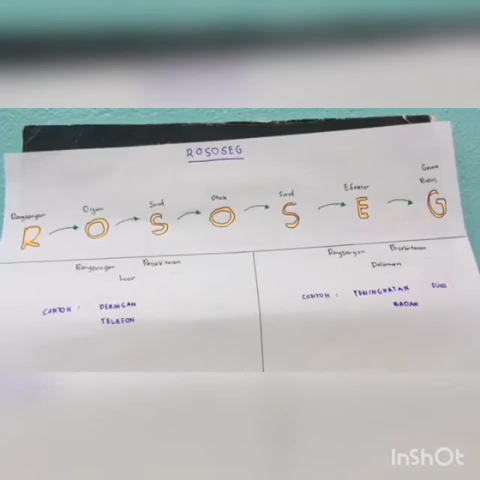 ROSOSEG
Rangsangan Organ Saraf Otak Saraf Efektor Gerak Balas
R O S O S E G
Rangsangan Persekitaran
Luar
CONTOH : DERINGAN
TELEFON
Rangsangan Persekitaran
Dalaman
CONTOH : PENINGKATAN SUHU
BADAN
InShOt